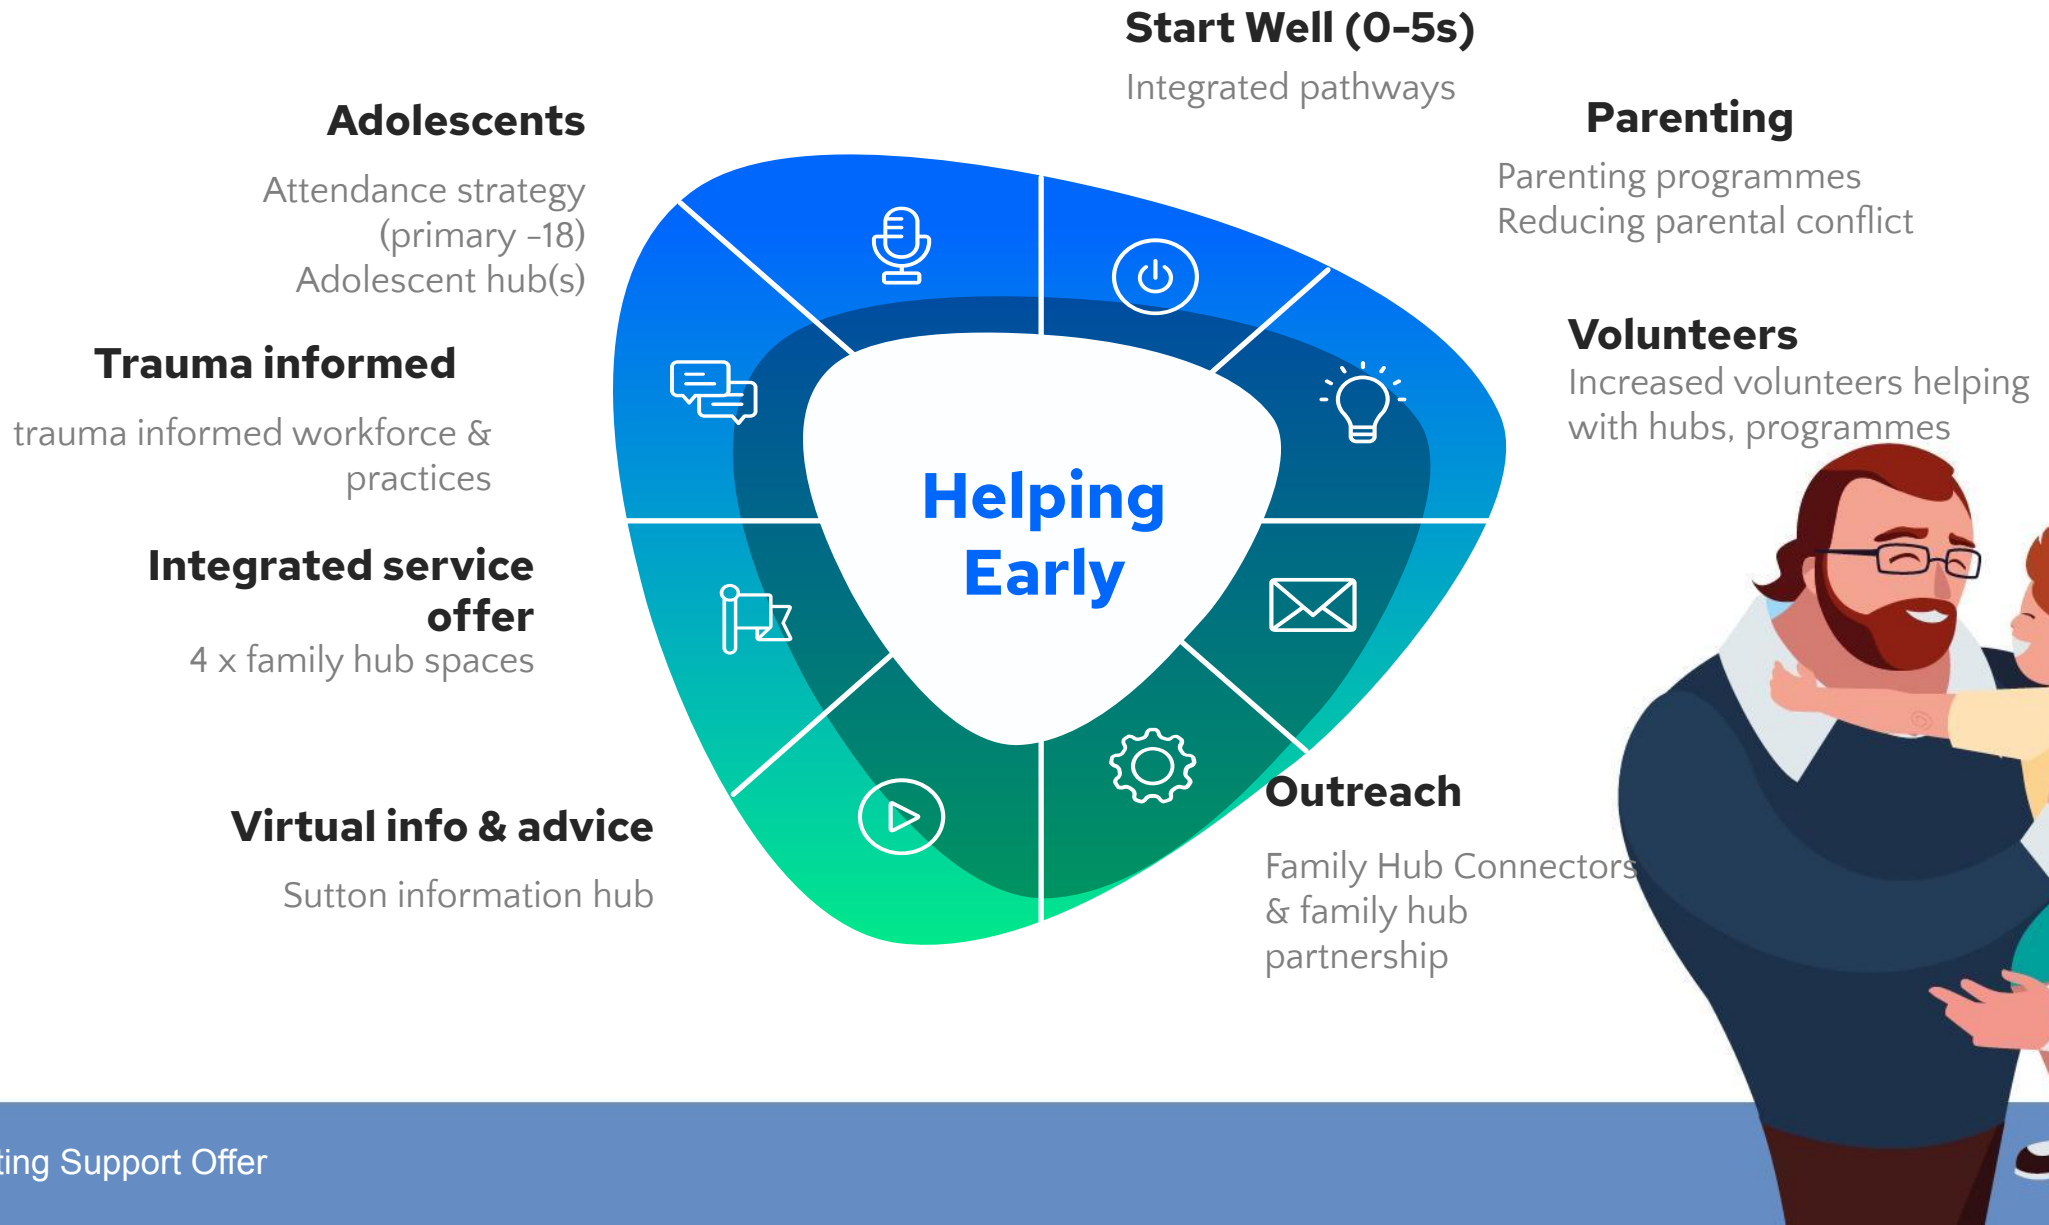 Start Well (0-5s)
Integrated pathways
Parenting
Parenting programmes
Reducing parental conflict
Volunteers
Increased volunteers helping
with hubs, programmes
Outreach
Family Hub Connectors
& family hub
partnership
Adolescents
Attendance strategy
(primary -18)
Adolescent hub(s)
Trauma informed
trauma informed workforce &
practices
Integrated service
offer
4 x family hub spaces
Virtual info & advice
Sutton information hub
Helping
Early
Support Offer